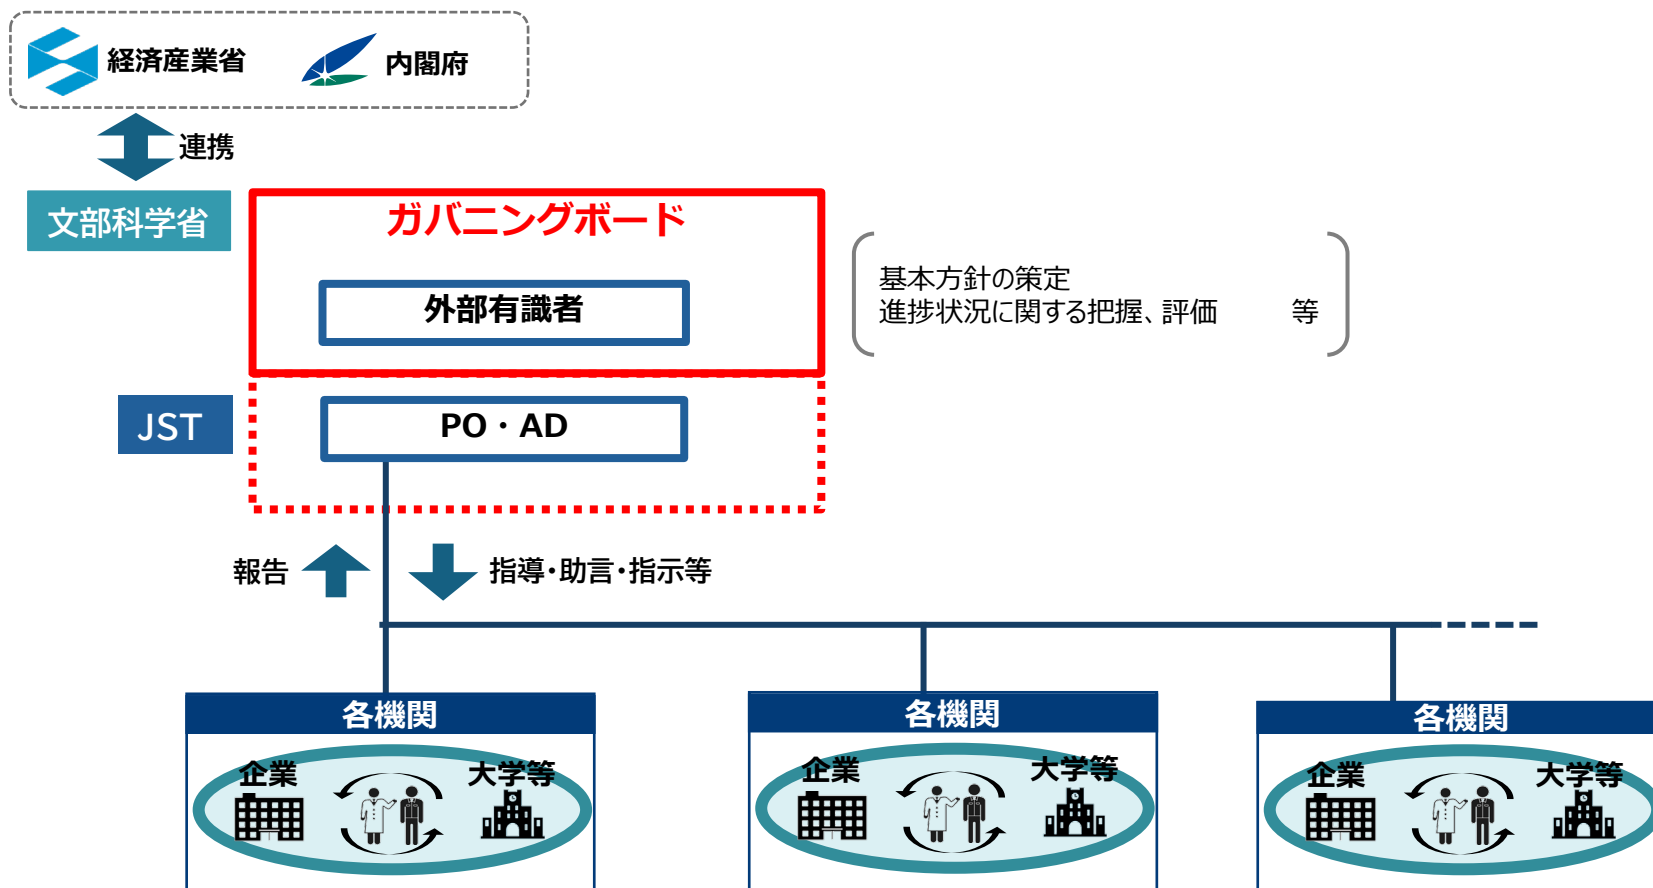 経済産業省
内閣府
連携
文部科学省
ガバニングボード
外部有識者
基本方針の策定
進捗状況に関する把握、評価　　　等
JST
PO・AD
報告
指導・助言・指示等
各機関
企業
大学等
各機関
企業
大学等
各機関
企業
大学等